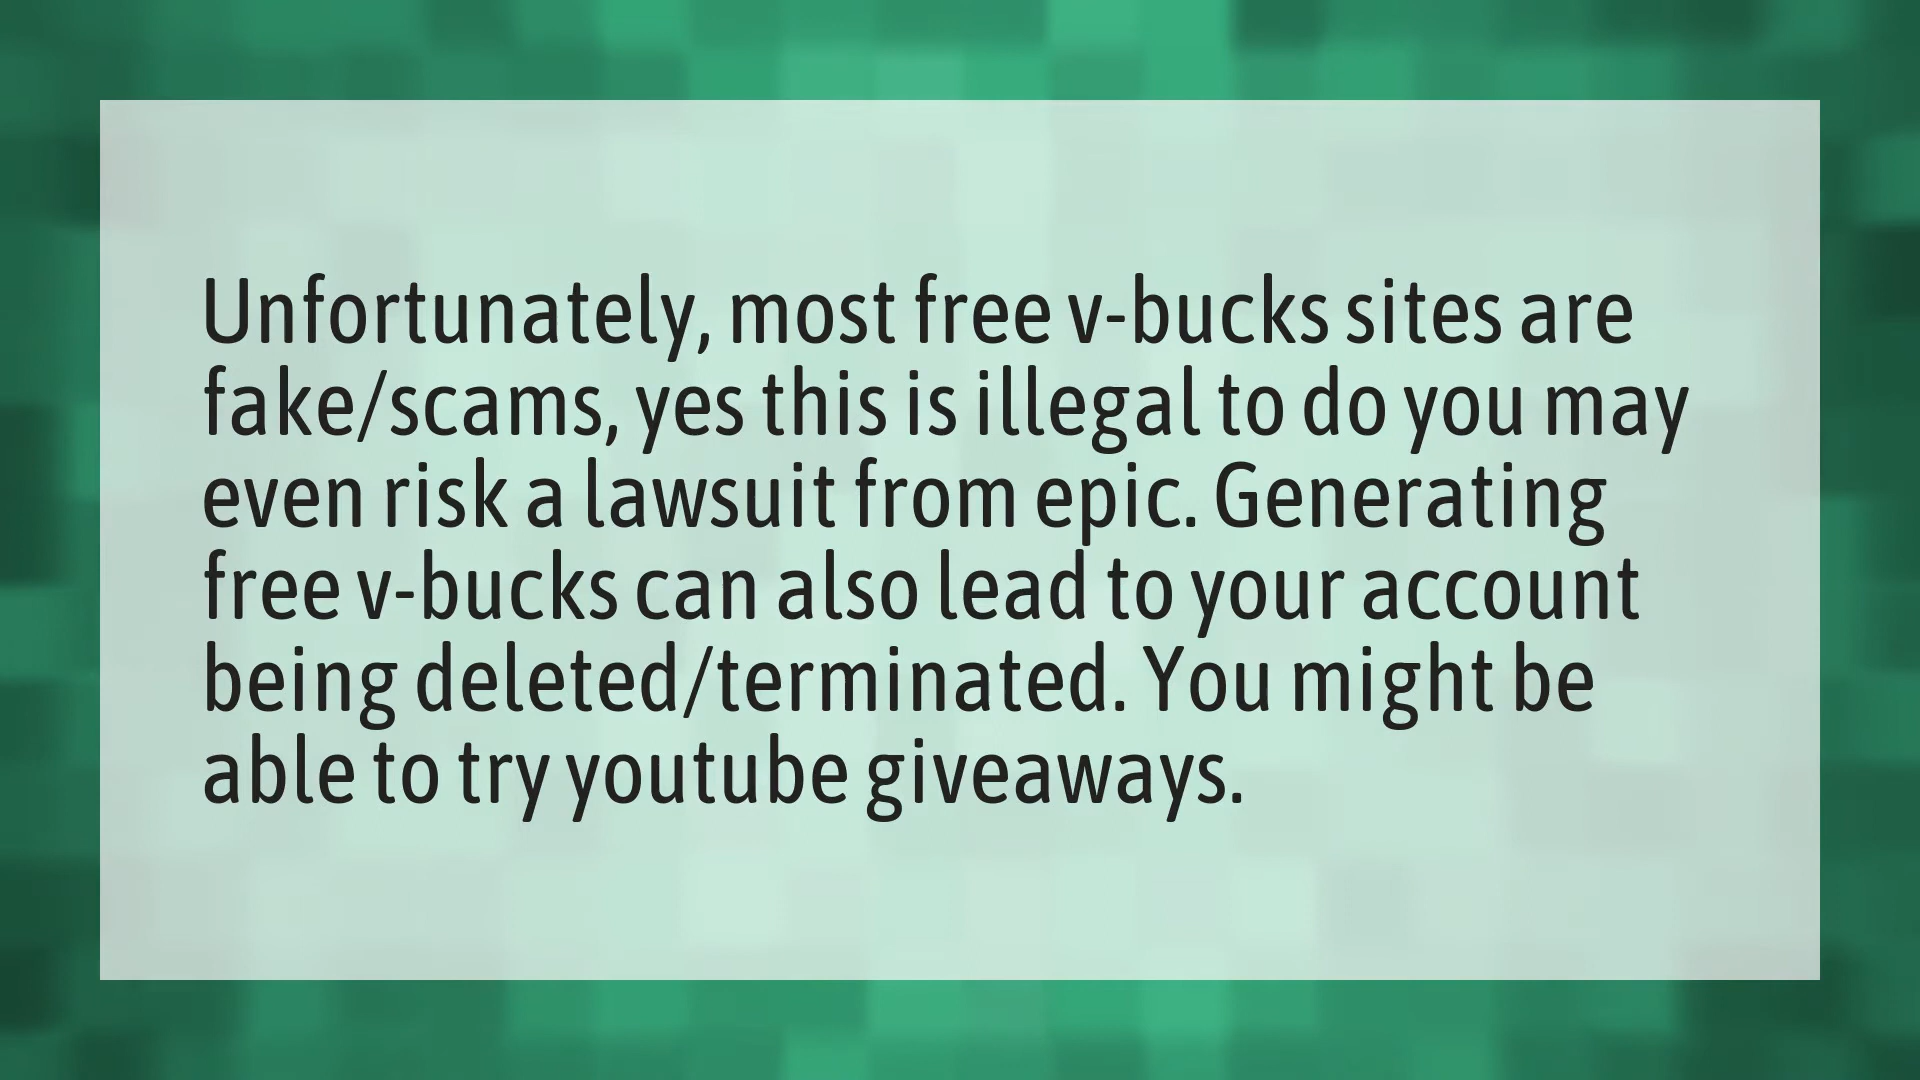 Unfortunately, most free v-bucks sites are
fake/scams, yes this is illegal to do you may
even risk a lawsuit from epic. Generating
free v-bucks can also lead to your account
being deleted/terminated. You might be
able to try youtube giveaways.